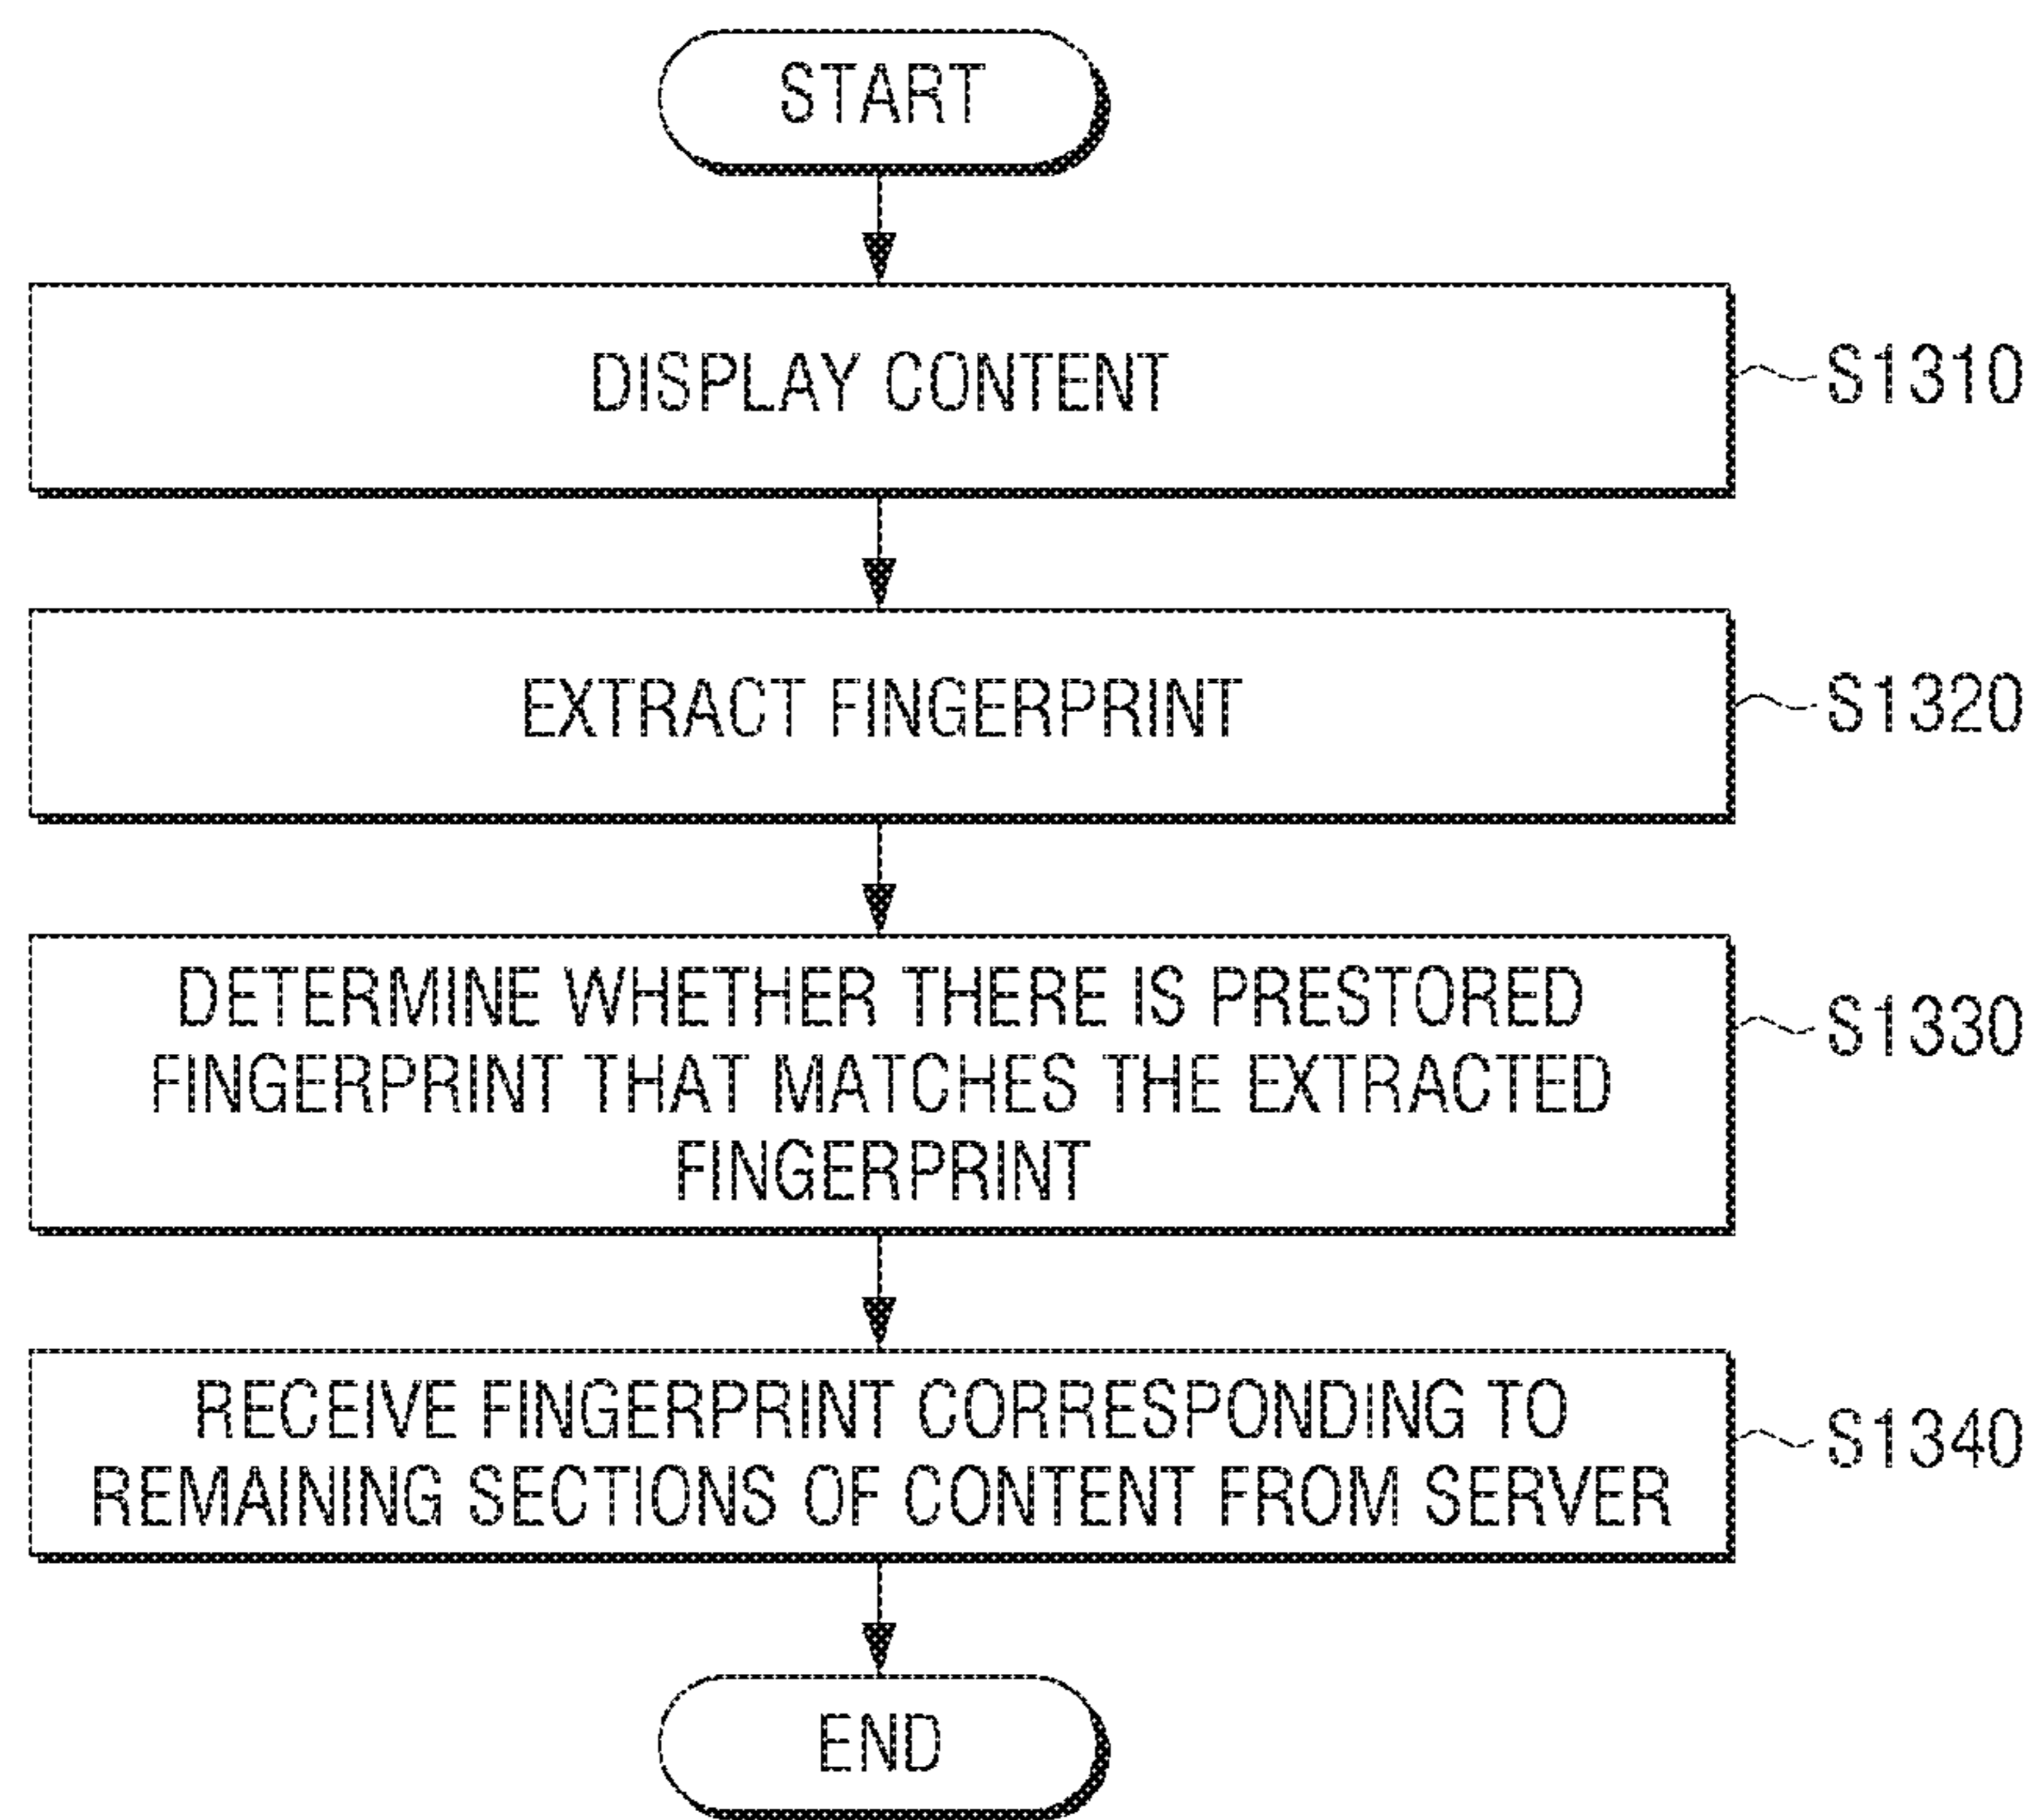 START
DISPLAY CONTENT
S1310
EXTRACT FINGERPRINT
S1320
DETERMINE WHETHER THERE IS PRESTORED
FINGERPRINT THAT MATCHES THE EXTRACTED
FINGERPRINT
S1330
RECEIVE FINGERPRINT CORRESPONDING TO
REMAINING SECTIONS OF CONTENT FROM SERVER
S1340
END